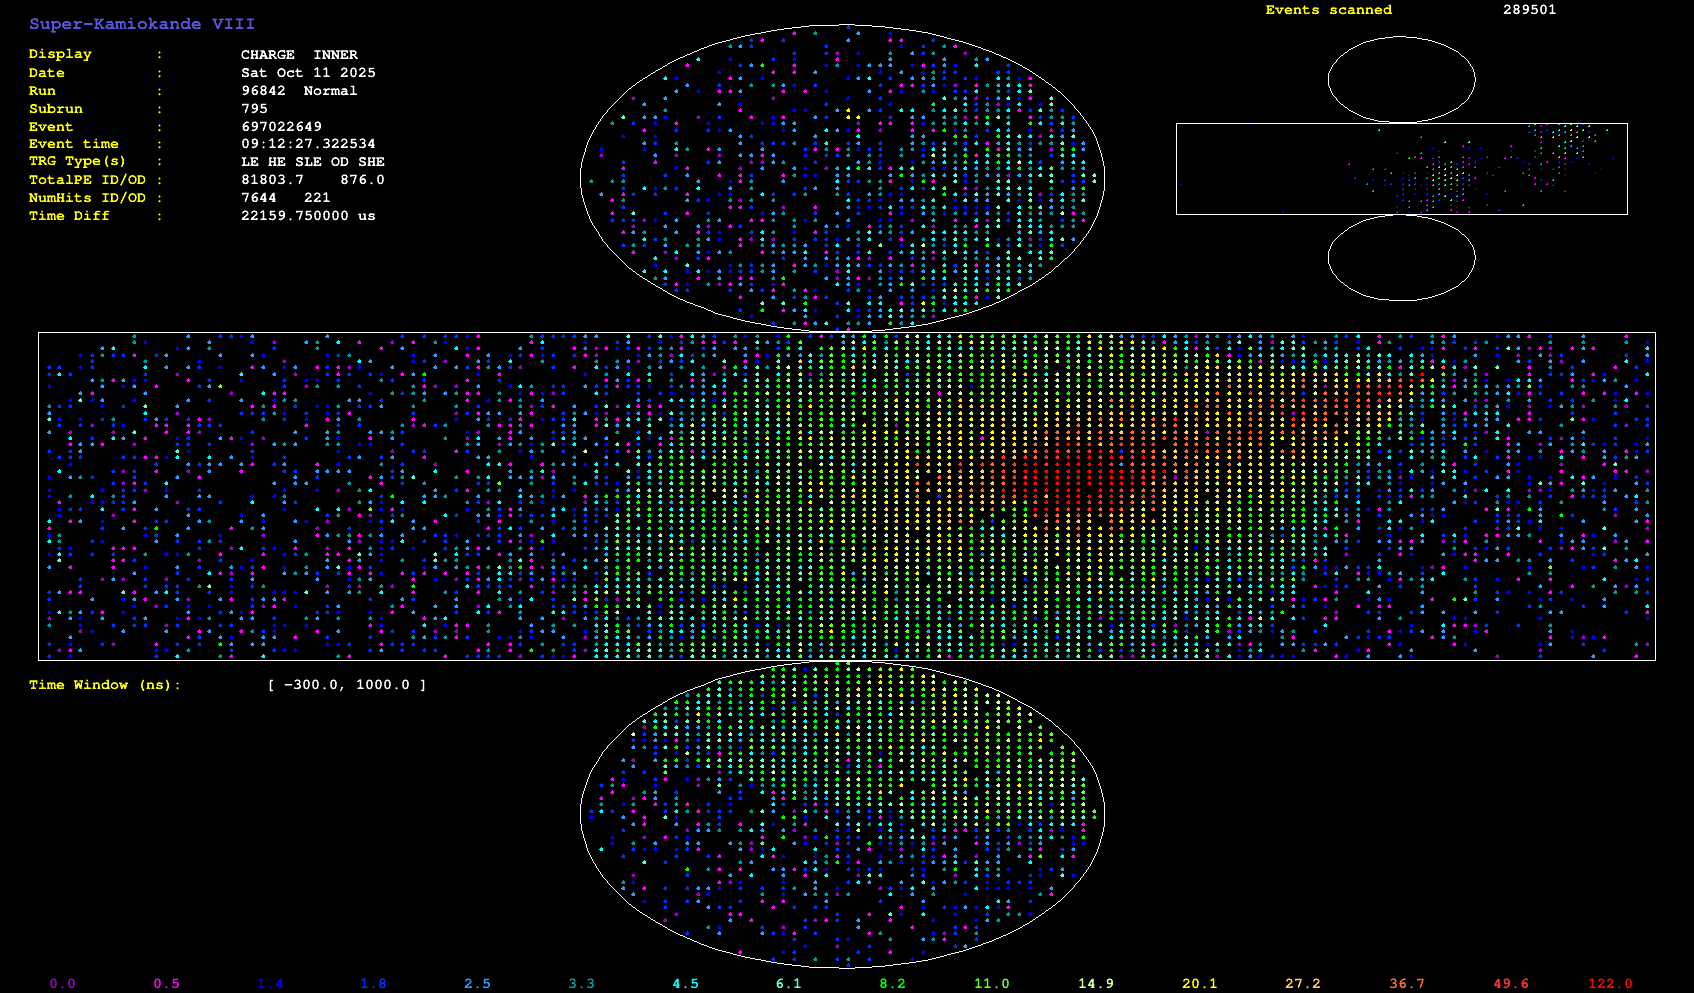 Super-Kamiokande VIII
Display : CHARGE INNER
Date : Sat Oct 11 2025
Run : 96842 Normal
Subrun : 795
Event : 697022649
Event time : 09:12:27.322534
TRG Type(s) : LE HE SLE OD SHE
TotalPE ID/OD : 81803.7 876.0
NumHits ID/OD : 7644 221
Time Diff : 22159.750000 us
Events scanned 289501
Time Window (ns): [ -300.0, 1000.0 ]
0.0 0.5 1.4 1.8 2.5 3.3 4.5 6.1 8.2 11.0 14.9 20.1 27.2 36.7 49.6 122.0